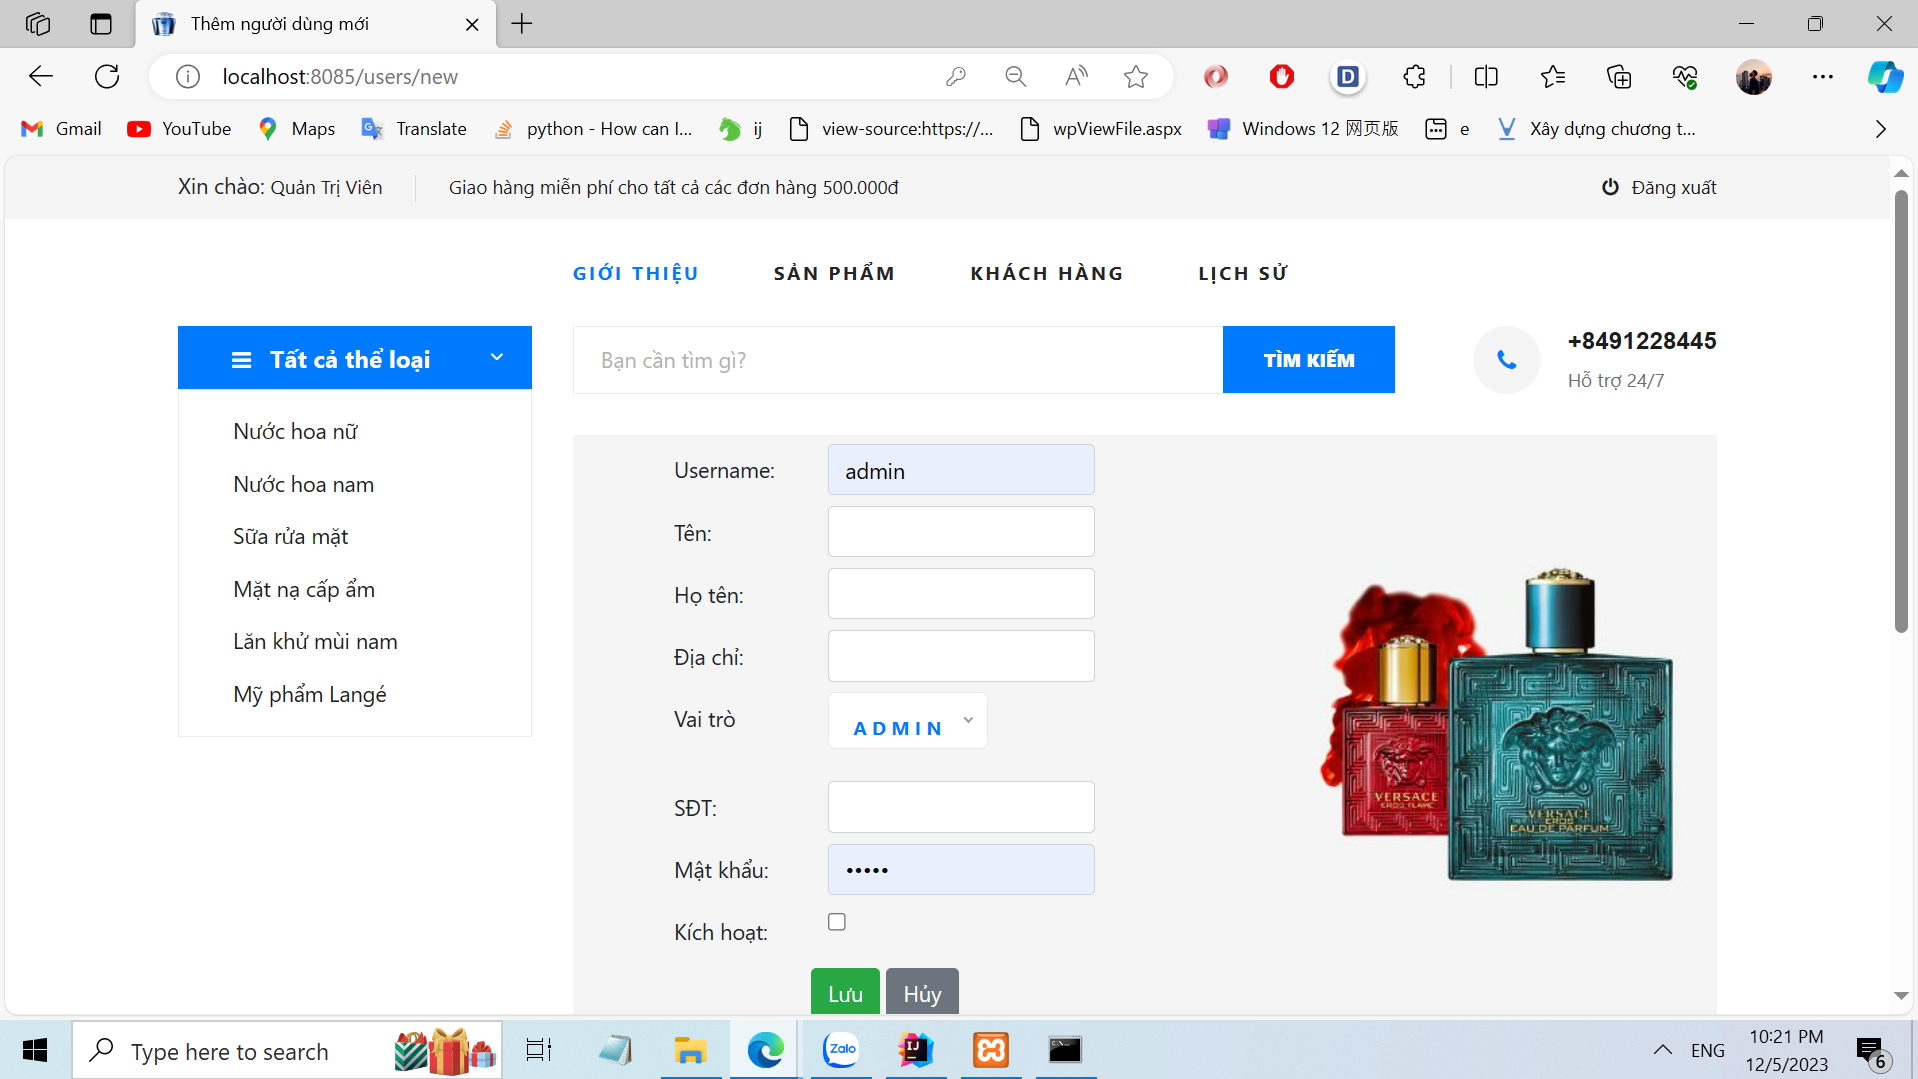 Thêm người dùng mới
localhost:8085/users/new
Gmail YouTube Maps Translate python - How can I... ij view-source:https://... wpViewFile.aspx Windows 12 网页版 e Xây dựng chương t...
Xin chào: Quản Trị Viên Giao hàng miễn phí cho tất cả các đơn hàng 500.000đ Đăng xuất
GIỚI THIỆU SẢN PHẨM KHÁCH HÀNG LỊCH SỬ
Tất cả thể loại Bạn cần tìm gì? TÌM KIẾM +8491228445
Hỗ trợ 24/7
Nước hoa nữ
Nước hoa nam
Sữa rửa mặt
Mặt nạ cấp ẩm
Lăn khử mùi nam
Mỹ phẩm Langé
Username: admin
Tên:
Họ tên:
Địa chỉ:
Vai trò ADMIN
SĐT:
Mật khẩu: •••••
Kích hoạt:
Lưu Hủy
VERSACE
EROS FLAME
VERSACE
EROS
EAU DE PARFUM
Type here to search
Zalo
IJ
ENG
10:21 PM
12/5/2023
6